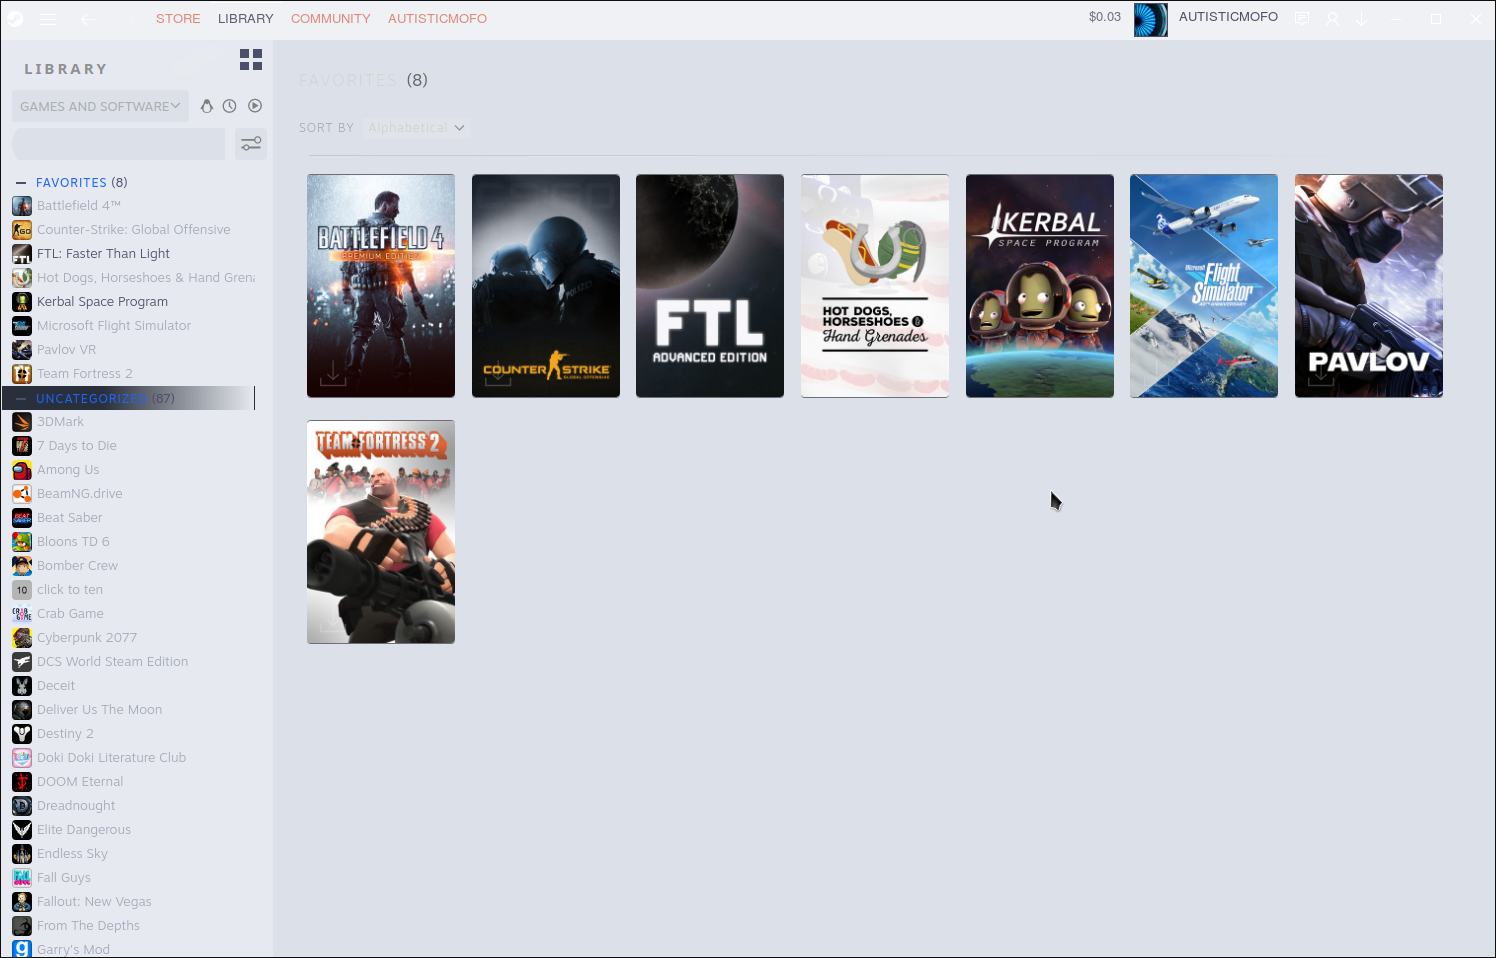 STORE LIBRARY COMMUNITY AUTISTICMOFO
$0.03 AUTISTICMOFO
LIBRARY
GAMES AND SOFTWARE
FAVORITES (8)
Battlefield 4™
Counter-Strike: Global Offensive
FTL: Faster Than Light
Hot Dogs, Horseshoes & Hand Grena
Kerbal Space Program
Microsoft Flight Simulator
Pavlov VR
Team Fortress 2
UNCATEGORIZED (87)
3DMark
7 Days to Die
Among Us
BeamNG.drive
Beat Saber
Bloons TD 6
Bomber Crew
10 click to ten
Crab Game
Cyberpunk 2077
DCS World Steam Edition
Deceit
Deliver Us The Moon
Destiny 2
Doki Doki Literature Club
DOOM Eternal
Dreadnought
Elite Dangerous
Endless Sky
Fall Guys
Fallout: New Vegas
From The Depths
Garry's Mod
FAVORITES (8)
SORT BY Alphabetical
BATTLEFIELD 4
PREMIUM EDITION
COUNTER STRIKE
GLOBAL OFFENSIVE
FTL
ADVANCED EDITION
HOT DOGS,
HORSESHOES &
Hand Grenades
KERBAL
SPACE PROGRAM
Microsoft
Flight
Simulator
40TH ANNIVERSARY
PAVLOV
TEAM FORTRESS 2